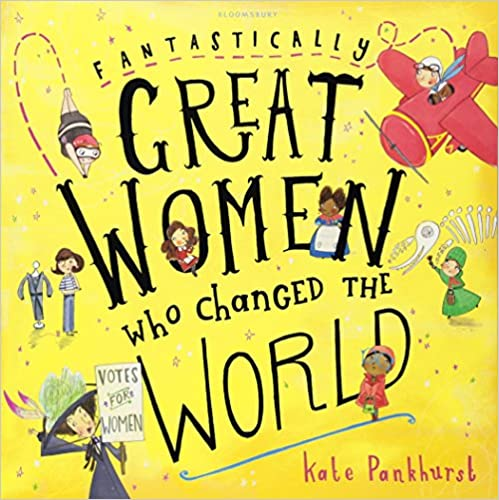 BLOOMSBURY
FANTASTICALLY
GREAT
WOMEN
WHO CHANGED THE
WORLD
VOTES
FOR
WOMEN
Kate Pankhurst